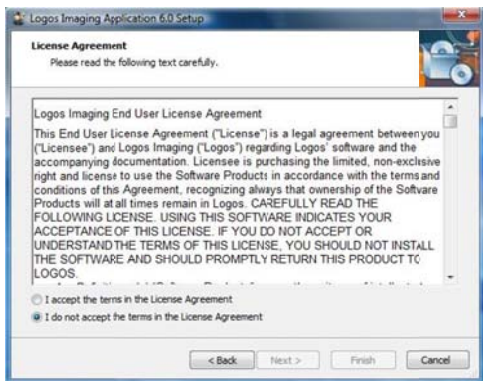 Logos Imaging Application 6.0 Setup
License Agreement
Please read the following text carefully.
Logos Imaging End User License Agreement
This End User License Agreement ("License") is a legal agreement between you
("Licensee") and Logos Imaging ("Logos") regarding Logos' software and the
accompanying documentation. Licensee is purchasing the limited, non-exclusive
right and license to use the Software Products in accordance with the terms and
conditions of this Agreement, recognizing always that ownership of the Software
Products will at all times remain in Logos. CAREFULLY READ THE
FOLLOWING LICENSE. USING THIS SOFTWARE INDICATES YOUR
ACCEPTANCE OF THIS LICENSE. IF YOU DO NOT ACCEPT OR
UNDERSTAND THE TERMS OF THIS LICENSE, YOU SHOULD NOT INSTALL
THE SOFTWARE AND SHOULD PROMPTLY RETURN THIS PRODUCT TO
LOGOS.
I accept the terms in the License Agreement
I do not accept the terms in the License Agreement
< Back Next > Finish Cancel